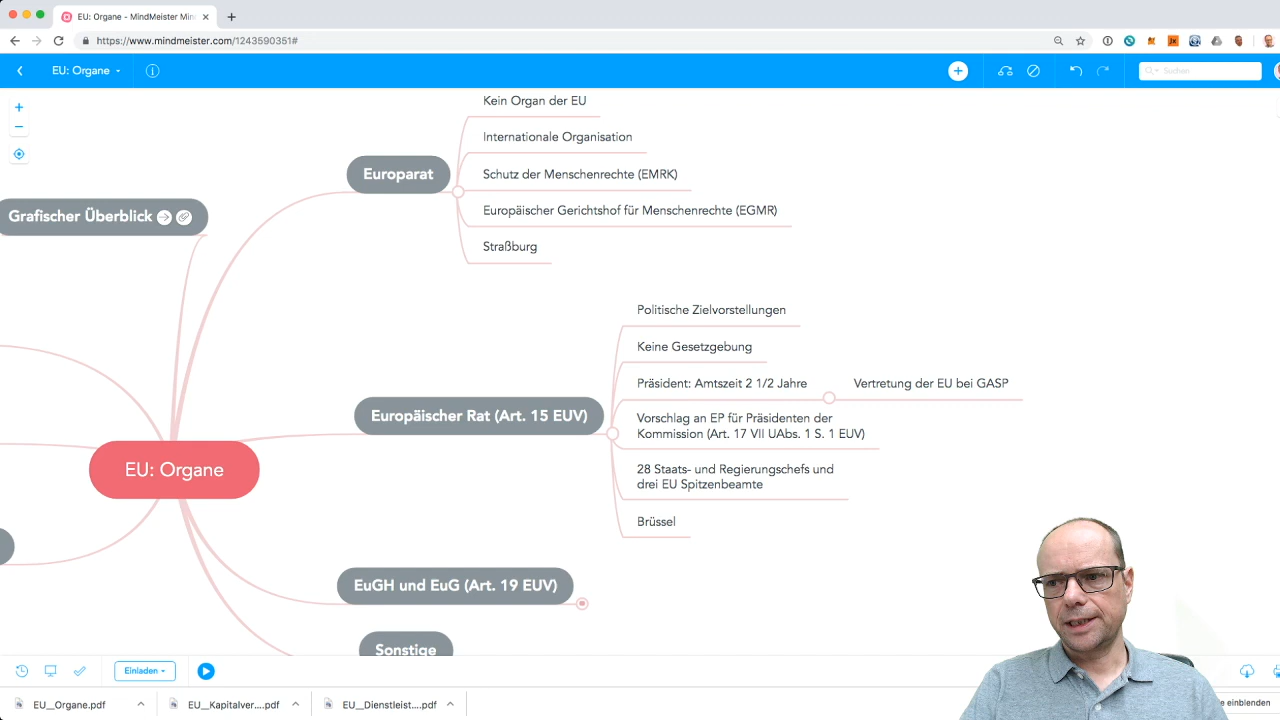 EU: Organe - MindMeister Min
https://www.mindmeister.com/1243590351#
EU: Organe
Suchen
Kein Organ der EU
Internationale Organisation
Europarat
Schutz der Menschenrechte (EMRK)
Europäischer Gerichtshof für Menschenrechte (EGMR)
Straßburg
Grafischer Überblick
Politische Zielvorstellungen
Keine Gesetzgebung
Präsident: Amtszeit 2 1/2 Jahre
Vertretung der EU bei GASP
Europäischer Rat (Art. 15 EUV)
Vorschlag an EP für Präsidenten der
Kommission (Art. 17 VII UAbs. 1 S. 1 EUV)
28 Staats- und Regierungschefs und
drei EU Spitzenbeamte
Brüssel
EU: Organe
EuGH und EuG (Art. 19 EUV)
Sonstige
Einladen
EU__Organe.pdf
EU__Kapitalver....pdf
EU__Dienstleist....pdf
e einblenden